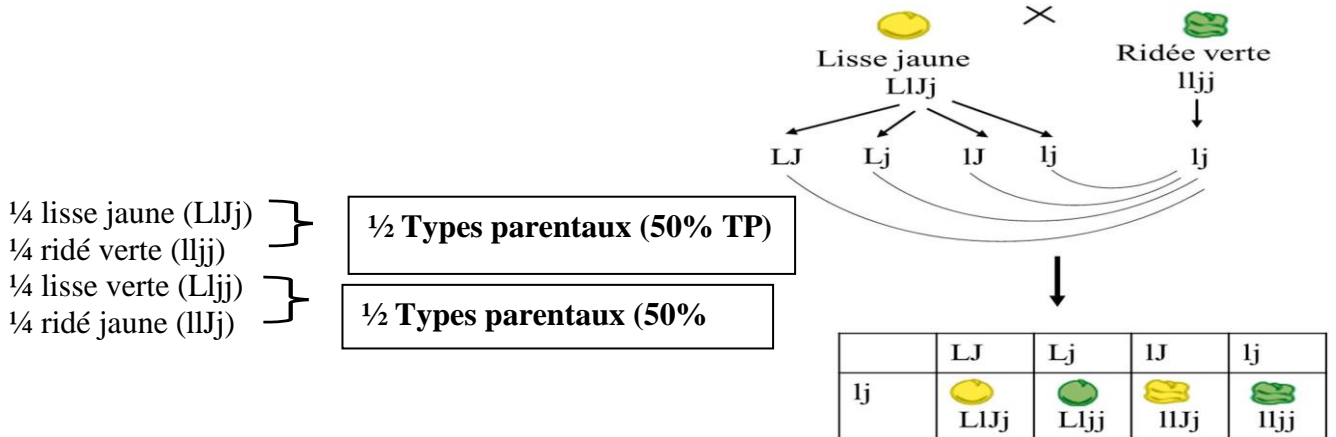 ¼ lisse jaune (LlJj)
¼ ridé verte (lljj)
¼ lisse verte (Lljj)
¼ ridé jaune (llJj)
½ Types parentaux (50% TP)
½ Types parentaux (50%
×
Lisse jaune
LlJj
Ridée verte
lljj
LJ Lj lJ lj lj
LJ Lj lJ lj
lj
LlJj Lljj llJj lljj